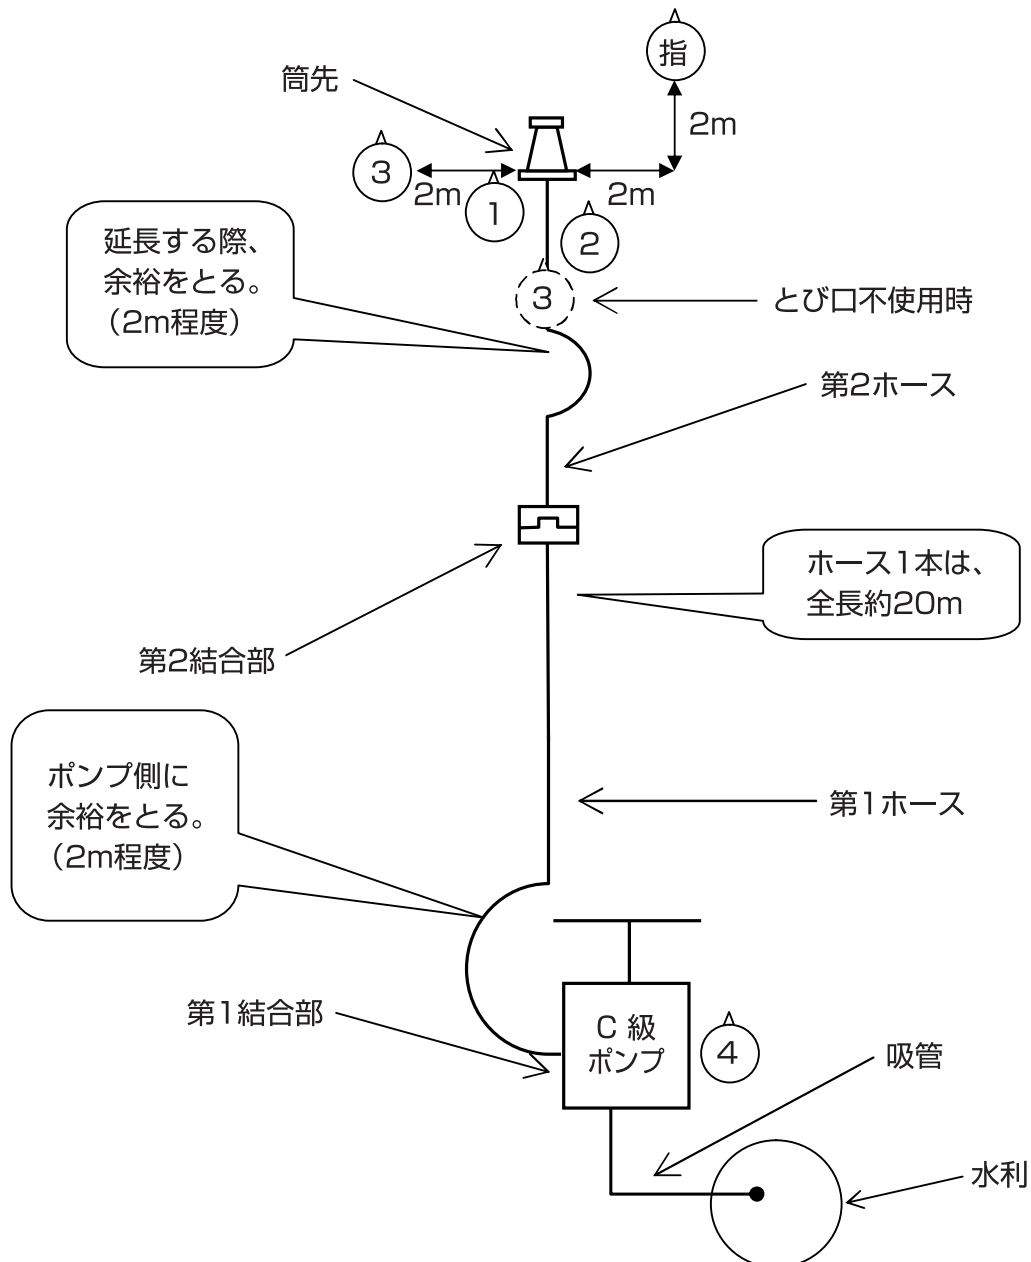 指
筒先
2m
3
2m
2m
1
2
延長する際、
余裕をとる。
（2m程度）
3
とび口不使用時
第2ホース
ホース1本は、
全長約20m
第2結合部
ポンプ側に
余裕をとる。
（2m程度）
第1ホース
第1結合部
C 級
ポンプ
4
吸管
水利